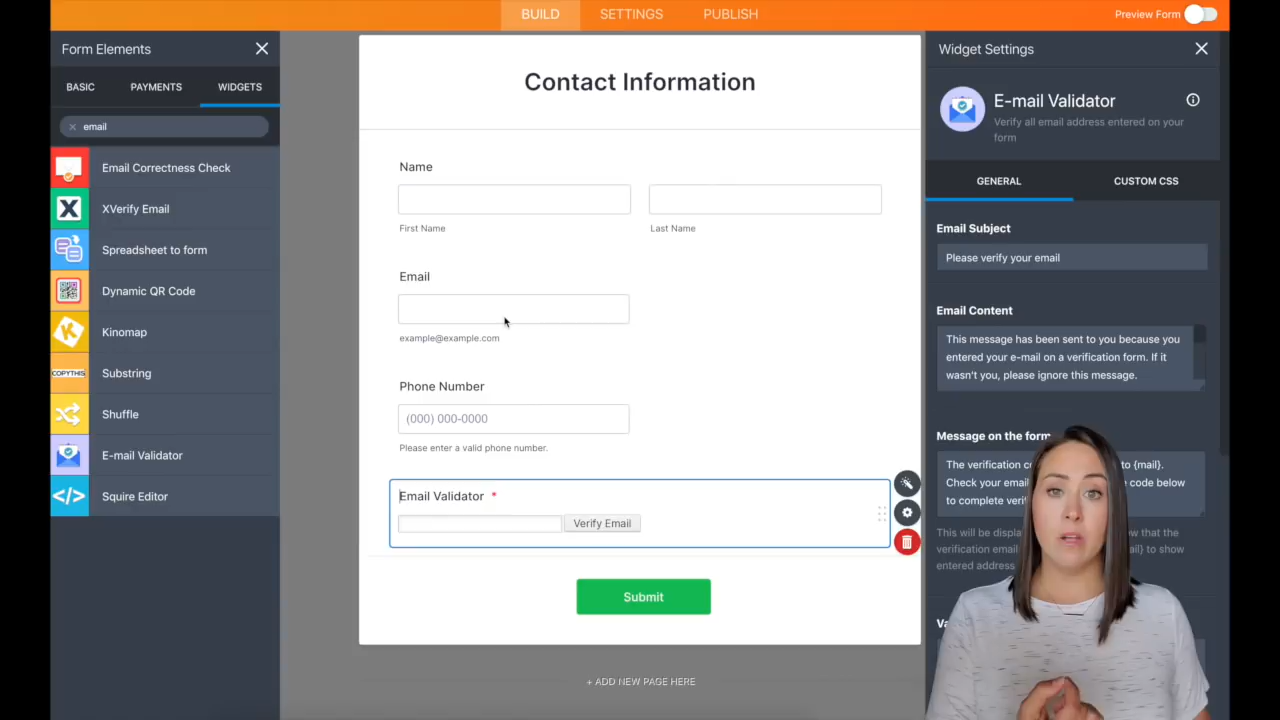 BUILD
SETTINGS
PUBLISH
Preview Form
Form Elements
BASIC
PAYMENTS
WIDGETS
email
Email Correctness Check
XVerify Email
Spreadsheet to form
Dynamic QR Code
Kinomap
COPYTHIS
Substring
Shuffle
E-mail Validator
Squire Editor
Contact Information
Name
First Name
Last Name
Email
example@example.com
Phone Number
(000) 000-0000
Please enter a valid phone number.
Email Validator *
Verify Email
Submit
+ ADD NEW PAGE HERE
Widget Settings
E-mail Validator
Verify all email address entered on your
form
GENERAL
CUSTOM CSS
Email Subject
Please verify your email
Email Content
This message has been sent to you because you
entered your e-mail on a verification form. If it
wasn't you, please ignore this message.
Message on the form
The verification to {mail}.
Check your email code below
to complete
This will be that the
verification email to show
entered address